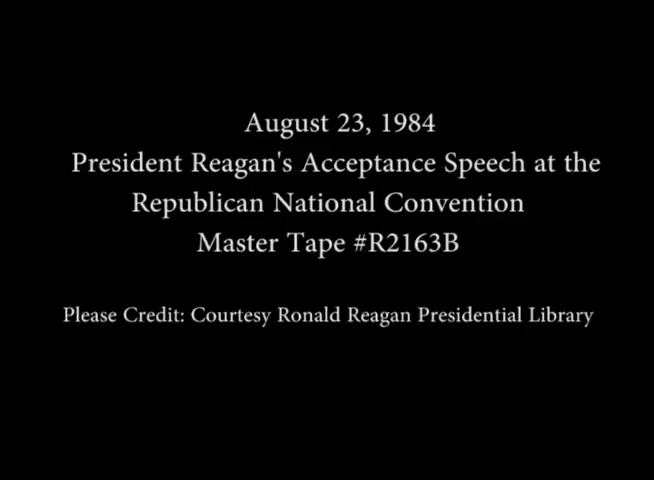 August 23, 1984
President Reagan's Acceptance Speech at the
Republican National Convention
Master Tape #R2163B
Please Credit: Courtesy Ronald Reagan Presidential Library